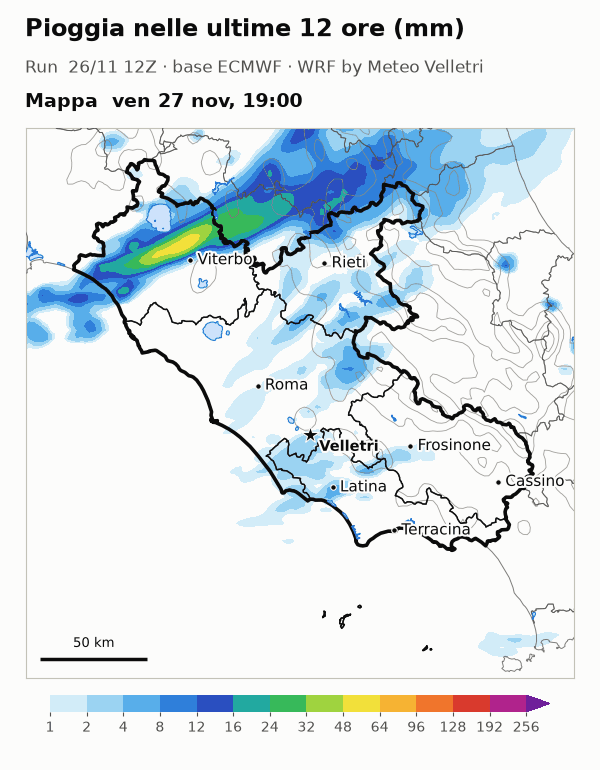 Pioggia nelle ultime 12 ore (mm)
Run 26/11 12Z · base ECMWF · WRF by Meteo Velletri
Mappa ven 27 nov, 19:00
Viterbo
Rieti
Roma
Velletri
Frosinone
Cassino
Latina
Terracina
50 km
1 2 4 8 12 16 24 32 48 64 96 128 192 256